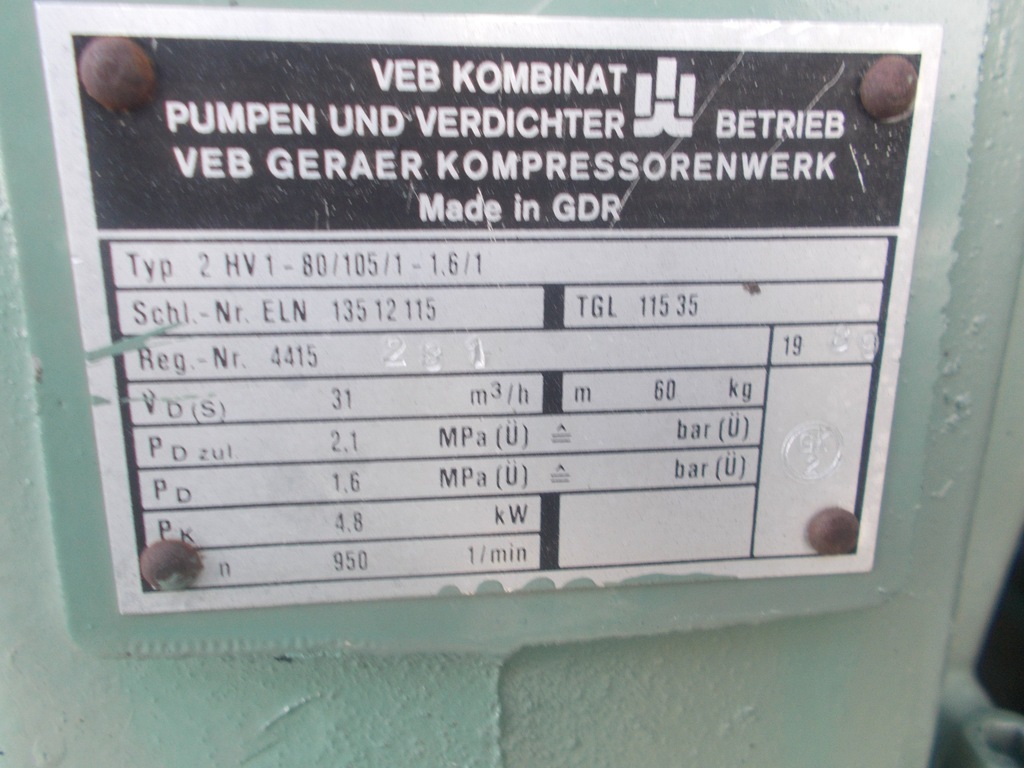 VEB KOMBINAT
PUMPEN UND VERDICHTER BETRIEB
VEB GERAER KOMPRESSORENWERK
Made in GDR
Typ 2 HV 1 - 80/105/1 - 1,6/1
Schl.-Nr. ELN 135 12 115 TGL 115 35
Reg.-Nr. 4415 19
V̇ D (S) 31 m³/h m 60 kg
P D zul. 2,1 MPa (Ü) ≙ bar (Ü)
P D 1,6 MPa (Ü) ≙ bar (Ü)
P K 4,8 kW
n 950 1/min